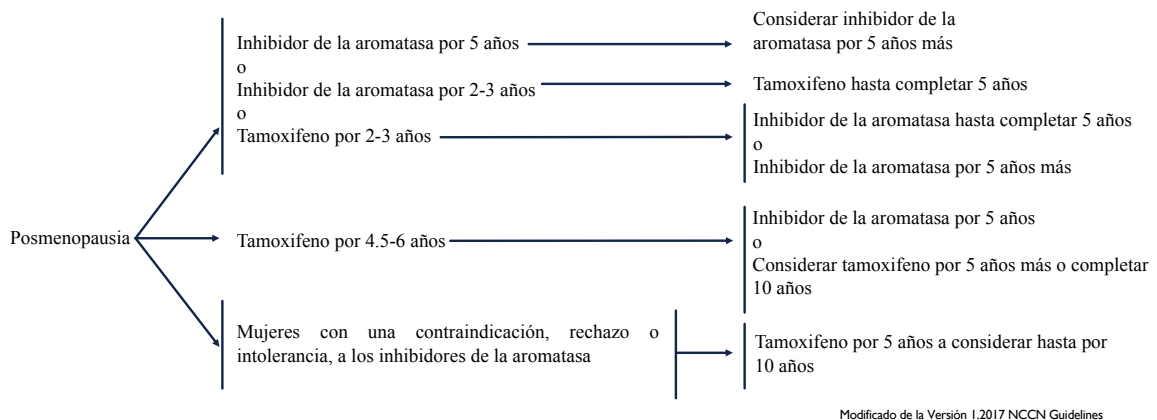 Posmenopausia
Inhibidor de la aromatasa por 5 años
o
Inhibidor de la aromatasa por 2-3 años
o
Tamoxifeno por 2-3 años
Considerar inhibidor de la
aromatasa por 5 años más
Tamoxifeno hasta completar 5 años
Inhibidor de la aromatasa hasta completar 5 años
o
Inhibidor de la aromatasa por 5 años más
Tamoxifeno por 4.5-6 años
Inhibidor de la aromatasa por 5 años
o
Considerar tamoxifeno por 5 años más o completar
10 años
Mujeres con una contraindicación, rechazo o
intolerancia, a los inhibidores de la aromatasa
Tamoxifeno por 5 años a considerar hasta por
10 años
Modificado de la Versión 1.2017 NCCN Guidelines